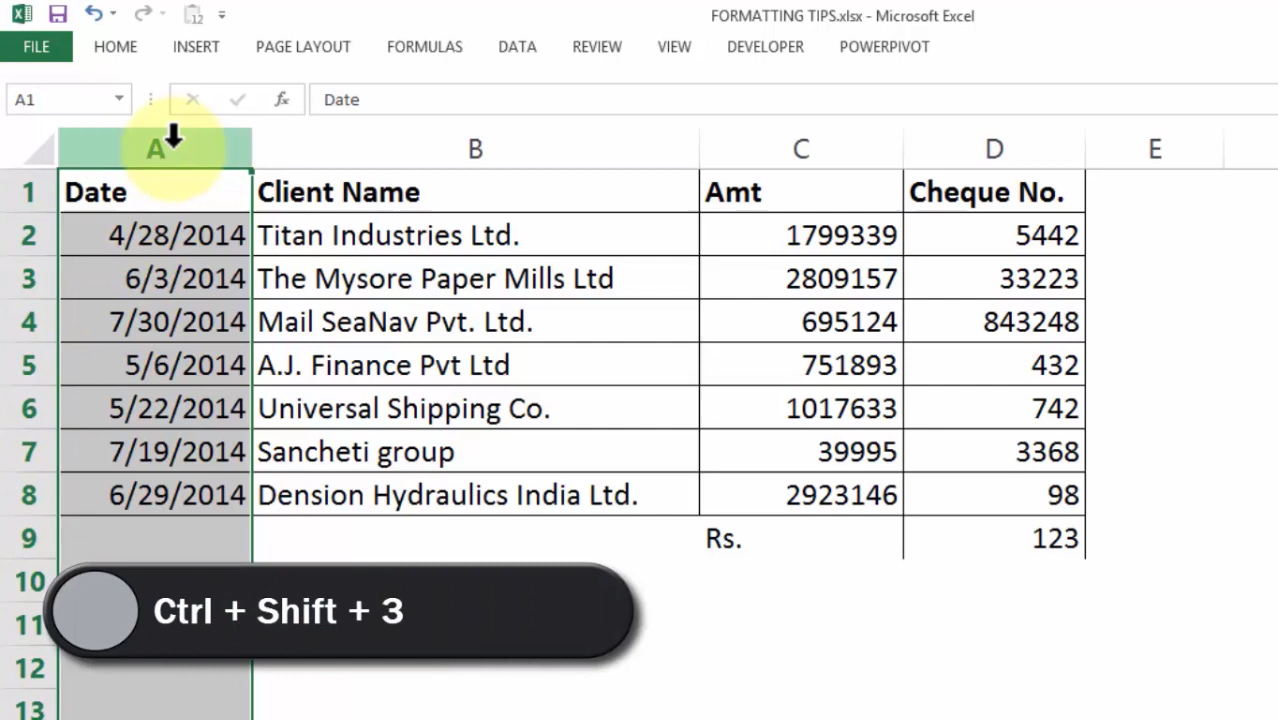 12
FORMATTING TIPS.xlsx - Microsoft Excel
FILE HOME INSERT PAGE LAYOUT FORMULAS DATA REVIEW VIEW DEVELOPER POWERPIVOT
A1 fx Date
A B C D E
1 Date Client Name Amt Cheque No.
2 4/28/2014 Titan Industries Ltd. 1799339 5442
3 6/3/2014 The Mysore Paper Mills Ltd 2809157 33223
4 7/30/2014 Mail SeaNav Pvt. Ltd. 695124 843248
5 5/6/2014 A.J. Finance Pvt Ltd 751893 432
6 5/22/2014 Universal Shipping Co. 1017633 742
7 7/19/2014 Sancheti group 39995 3368
8 6/29/2014 Dension Hydraulics India Ltd. 2923146 98
9 Rs. 123
10
11 Ctrl + Shift + 3
12
13